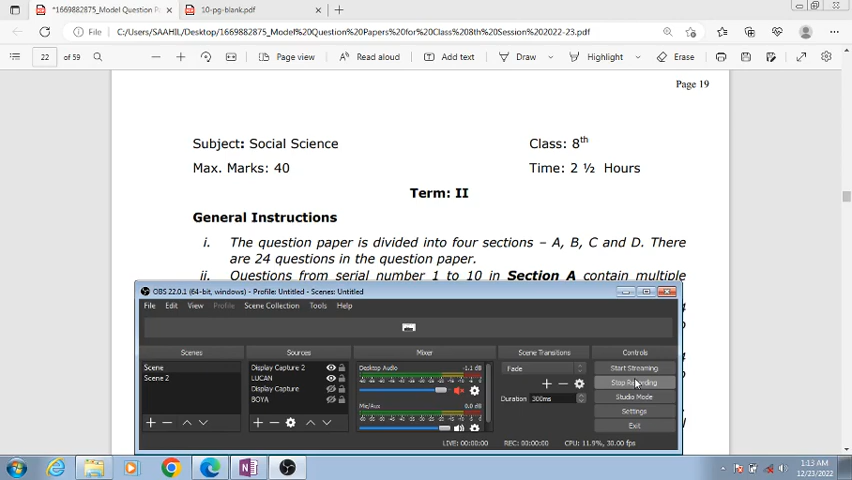 *1669882875_Model Question P
10-pg-blank.pdf
File
C:/Users/SAAHIL/Desktop/1669882875_Model%20Question%20Papers%20for%20Class%208th%20Session%202022-23.pdf
22 of 59
Page view
Read aloud
Add text
Draw
Highlight
Erase
Page 19
Subject: Social Science
Class: 8th
Max. Marks: 40
Time: 2 ½ Hours
Term: II
General Instructions
i. The question paper is divided into four sections – A, B, C and D. There
are 24 questions in the question paper.
ii. Questions from serial number 1 to 10 in Section A contain multiple
OBS 22.0.1 (64-bit, windows) - Profile: Untitled - Scenes: Untitled
File Edit View Profile Scene Collection Tools Help
Scenes
Sources
Mixer
Scene Transitions
Controls
Scene
Scene 2
Display Capture 2
LUCAN
Display Capture
BOYA
Desktop Audio
-1.1 dB
Mic/Aux
0.0 dB
Fade
Duration 300ms
Start Streaming
Stop Recording
Studio Mode
Settings
Exit
LIVE: 00:00:00
REC: 00:00:00
CPU: 11.9%, 30.00 fps
1:13 AM
12/23/2022